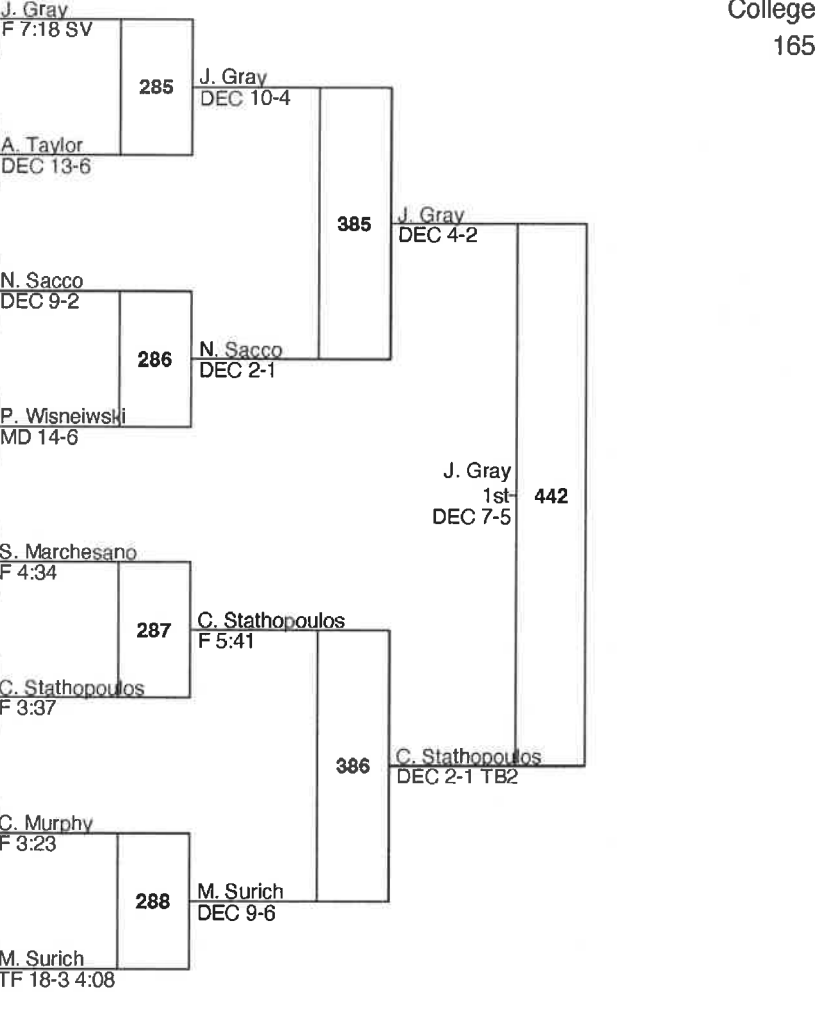 College
165
J. Gray
F 7:18 SV
285
A. Taylor
DEC 13-6
J. Gray
DEC 10-4
N. Sacco
DEC 9-2
286
P. Wisneiwski
MD 14-6
N. Sacco
DEC 2-1
385
J. Gray
DEC 4-2
S. Marchesano
F 4:34
287
C. Stathopoulos
F 3:37
C. Stathopoulos
F 5:41
C. Murphy
F 3:23
288
M. Surich
TF 18-3 4:08
M. Surich
DEC 9-6
386
C. Stathopoulos
DEC 2-1 TB2
J. Gray
1st
DEC 7-5
442